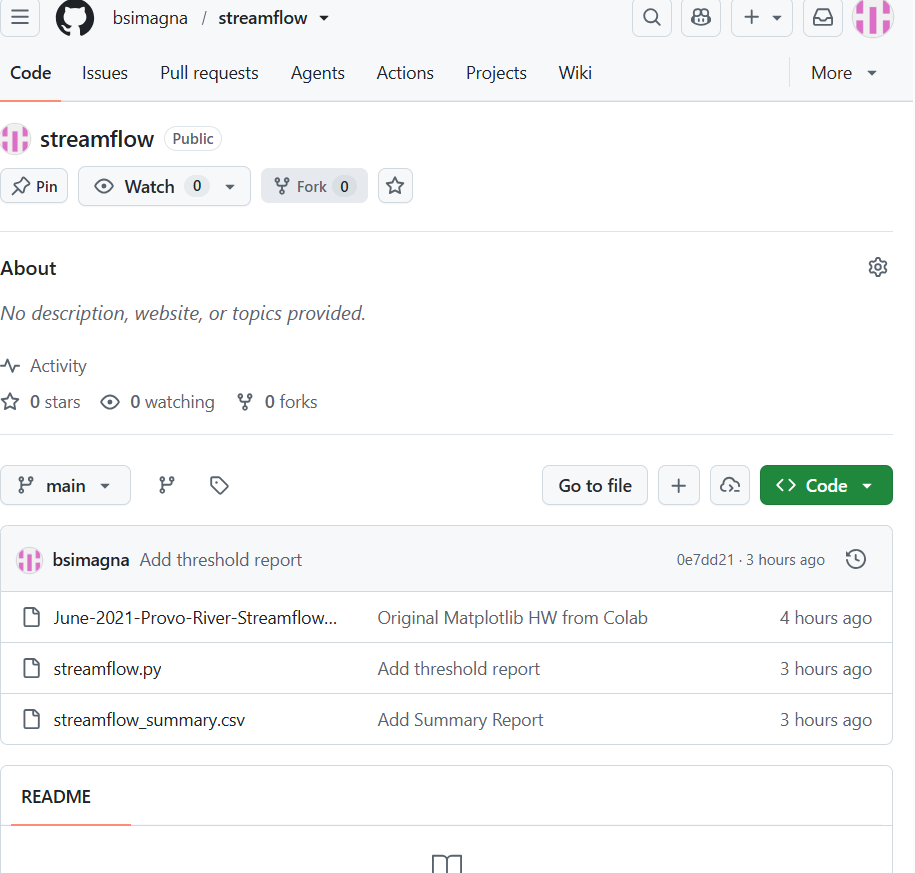 bsimagna / streamflow
Code Issues Pull requests Agents Actions Projects Wiki More
streamflow Public
Pin Watch 0 Fork 0
About
No description, website, or topics provided.
Activity
0 stars 0 watching 0 forks
main Go to file Code
bsimagna Add threshold report 0e7dd21 · 3 hours ago
June-2021-Provo-River-Streamflow... Original Matplotlib HW from Colab 4 hours ago
streamflow.py Add threshold report 3 hours ago
streamflow_summary.csv Add Summary Report 3 hours ago
README